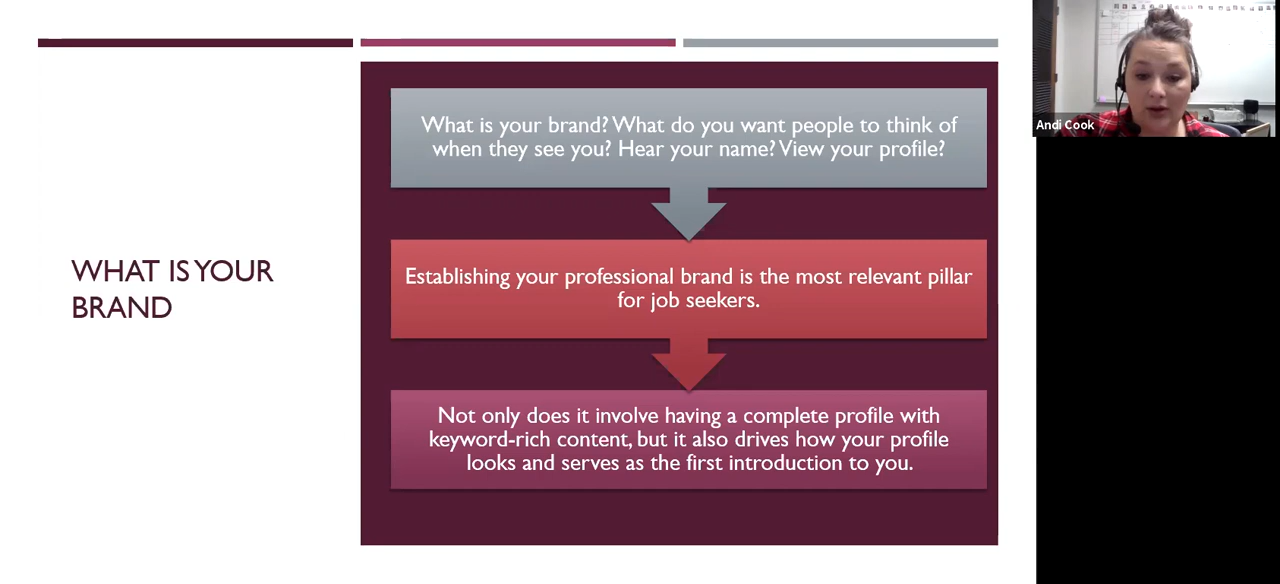 WHAT IS YOUR
BRAND
What is your brand? What do you want people to think of
when they see you? Hear your name? View your profile?
Establishing your professional brand is the most relevant pillar
for job seekers.
Not only does it involve having a complete profile with
keyword-rich content, but it also drives how your profile
looks and serves as the first introduction to you.
Andi Cook